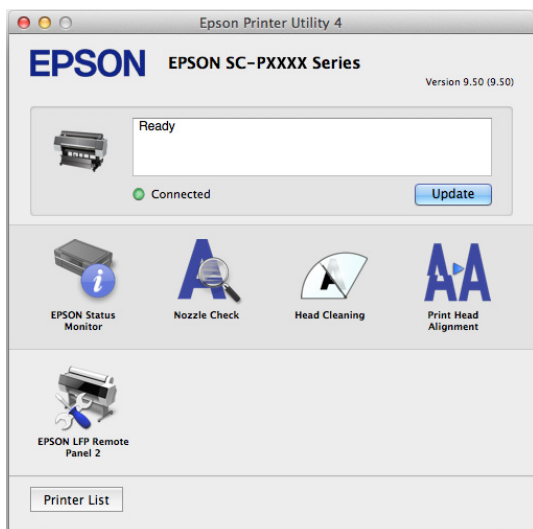 Epson Printer Utility 4
EPSON
EPSON SC-PXXXX Series
Version 9.50 (9.50)
Ready
Connected
Update
EPSON Status
Monitor
Nozzle Check
Head Cleaning
Print Head
Alignment
EPSON LFP Remote
Panel 2
Printer List